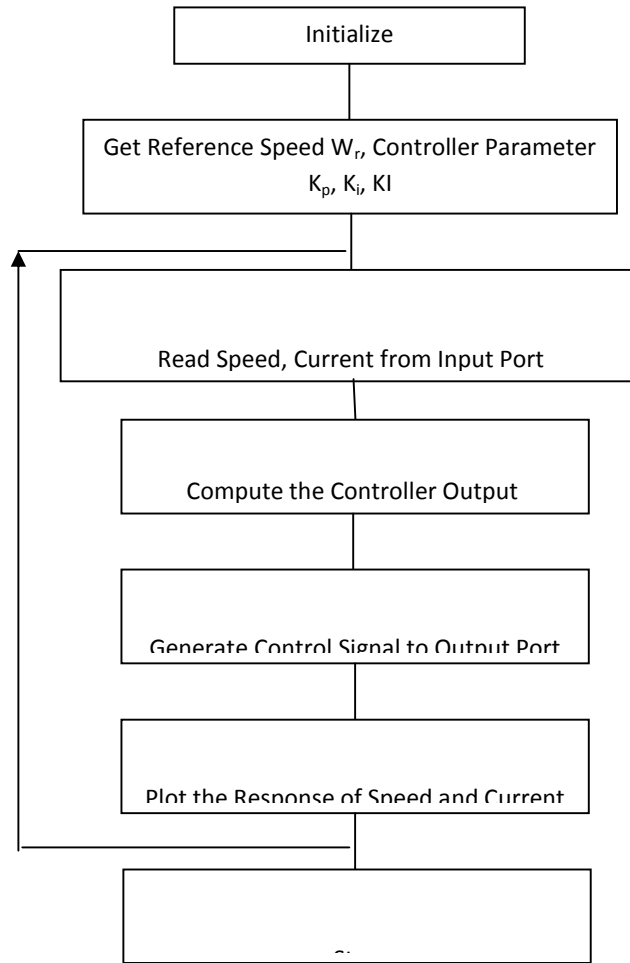 Initialize
Get Reference Speed Wr, Controller Parameter
Kp, Ki, KI
Read Speed, Current from Input Port
Compute the Controller Output
Generate Control Signal to Output Port
Plot the Response of Speed and Current